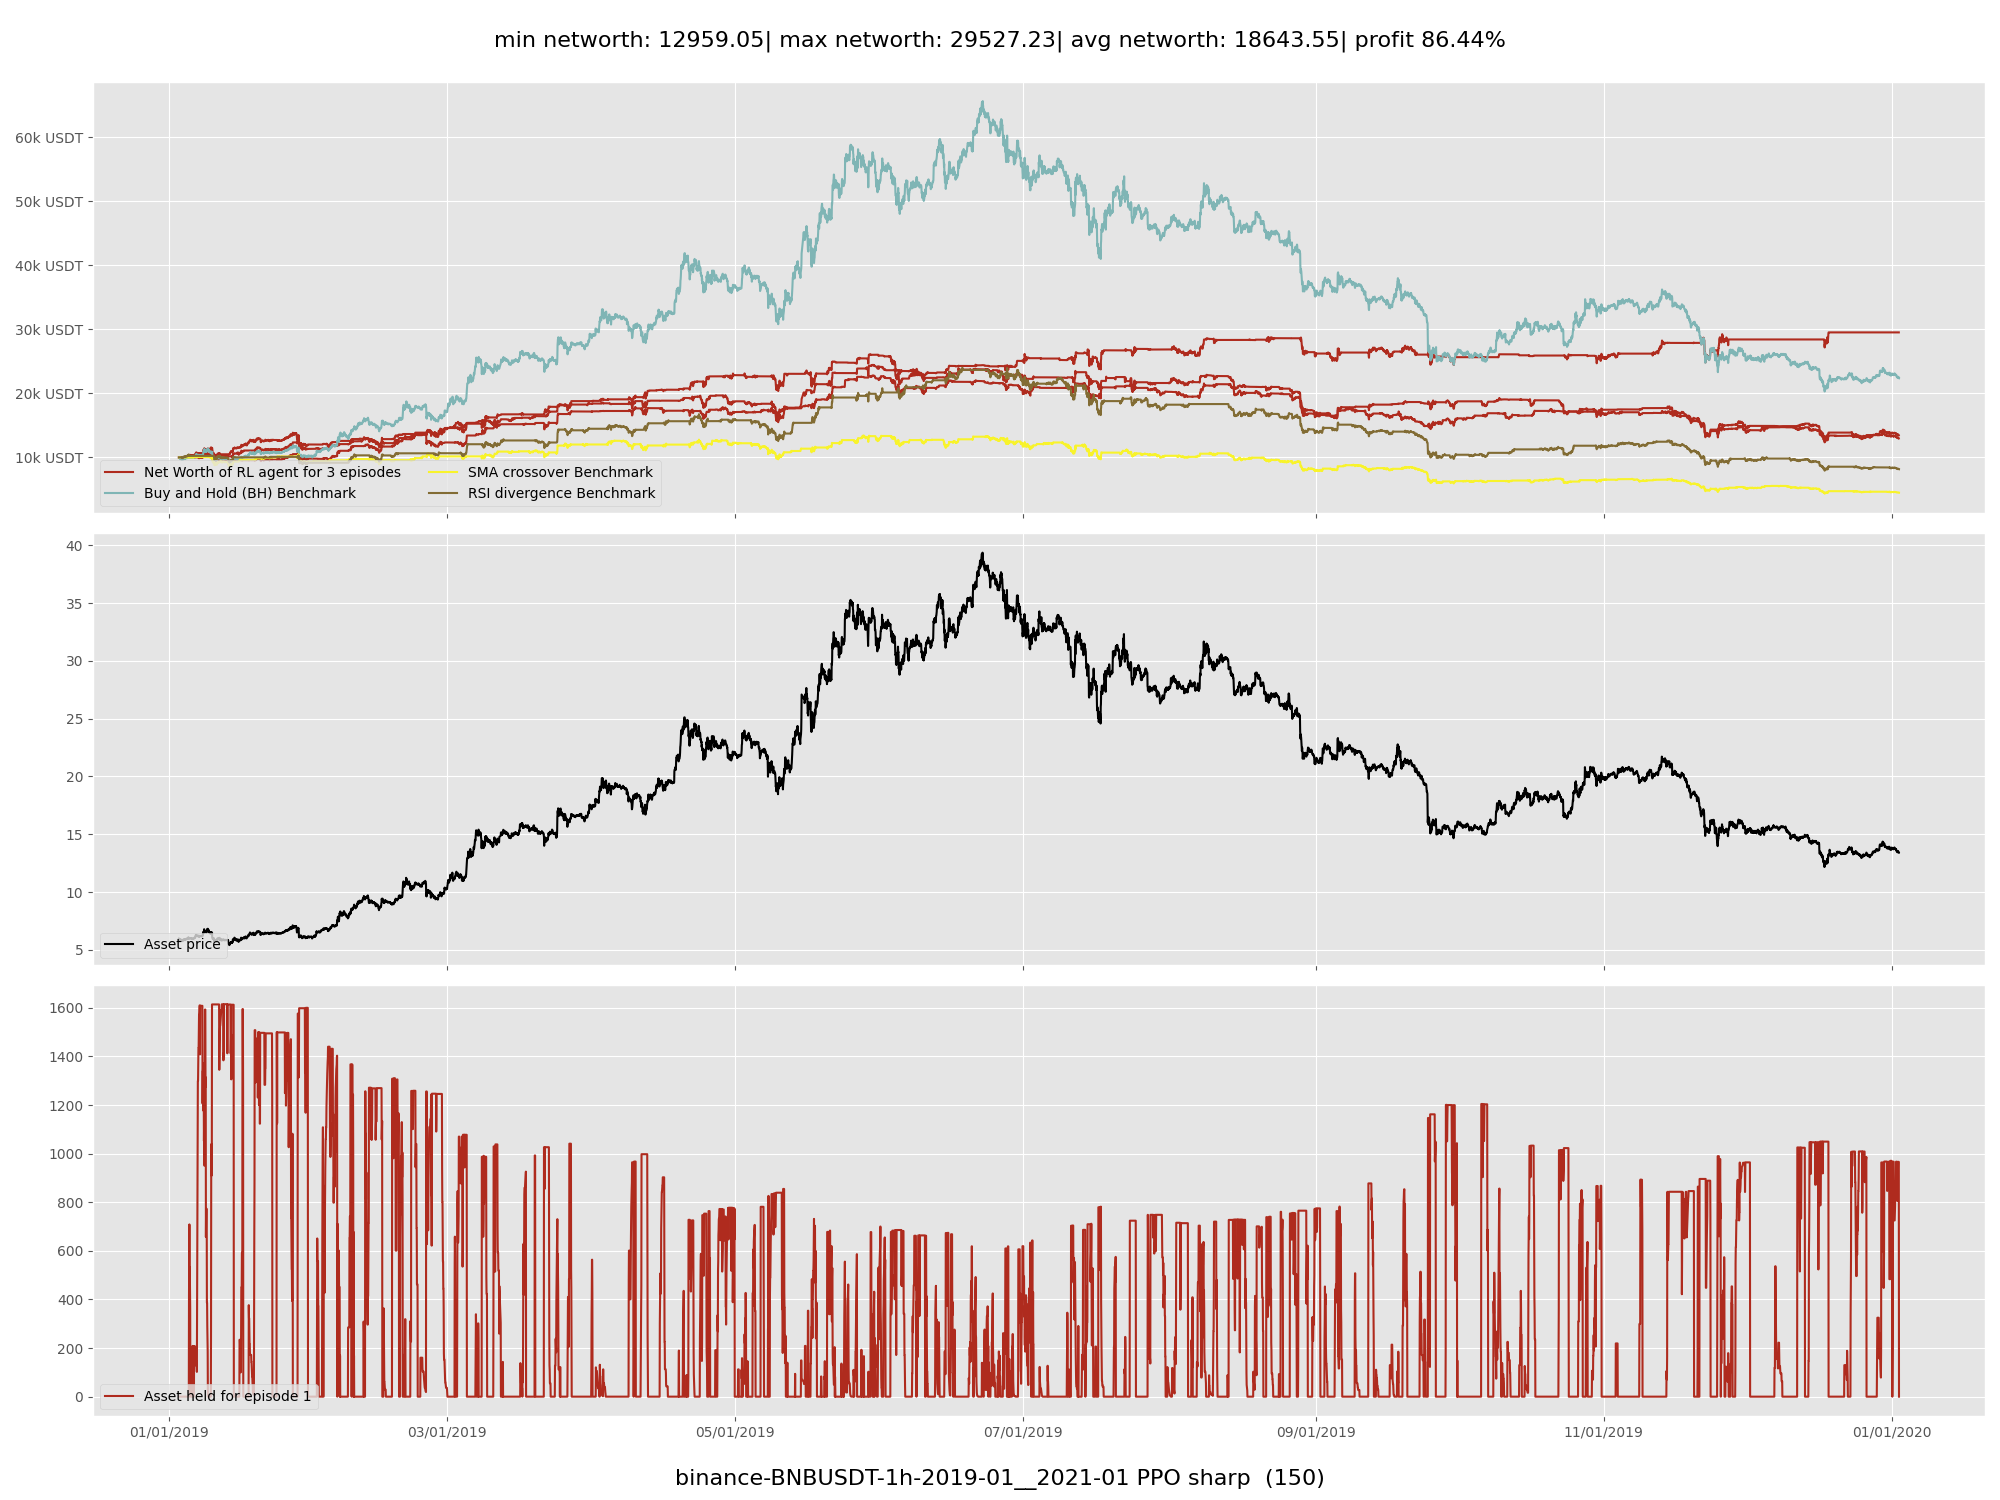 min networth: 12959.05| max networth: 29527.23| avg networth: 18643.55| profit 86.44%
60k USDT
50k USDT
40k USDT
30k USDT
20k USDT
10k USDT
Net Worth of RL agent for 3 episodes
Buy and Hold (BH) Benchmark
SMA crossover Benchmark
RSI divergence Benchmark
40
35
30
25
20
15
10
5
Asset price
1600
1400
1200
1000
800
600
400
200
0
Asset held for episode 1
01/01/2019 03/01/2019 05/01/2019 07/01/2019 09/01/2019 11/01/2019 01/01/2020
binance-BNBUSDT-1h-2019-01__2021-01 PPO sharp  (150)